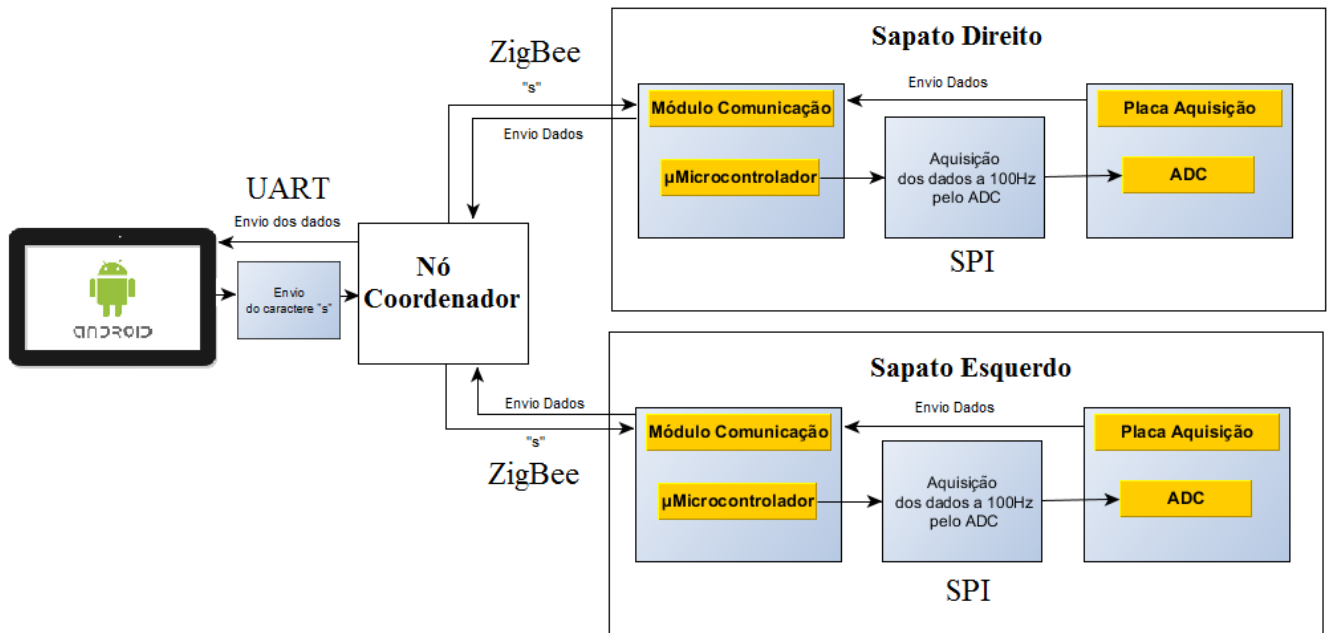 Sapato Direito
ZigBee
"s"
Envio Dados
Envio Dados
Módulo Comunicação
Placa Aquisição
µMicrocontrolador
Aquisição
dos dados a 100Hz
pelo ADC
ADC
SPI
UART
Envio dos dados
ANDROID
Envio
do caractere "s"
Nó
Coordenador
Sapato Esquerdo
Envio Dados
"s"
ZigBee
Envio Dados
Módulo Comunicação
Placa Aquisição
µMicrocontrolador
Aquisição
dos dados a 100Hz
pelo ADC
ADC
SPI